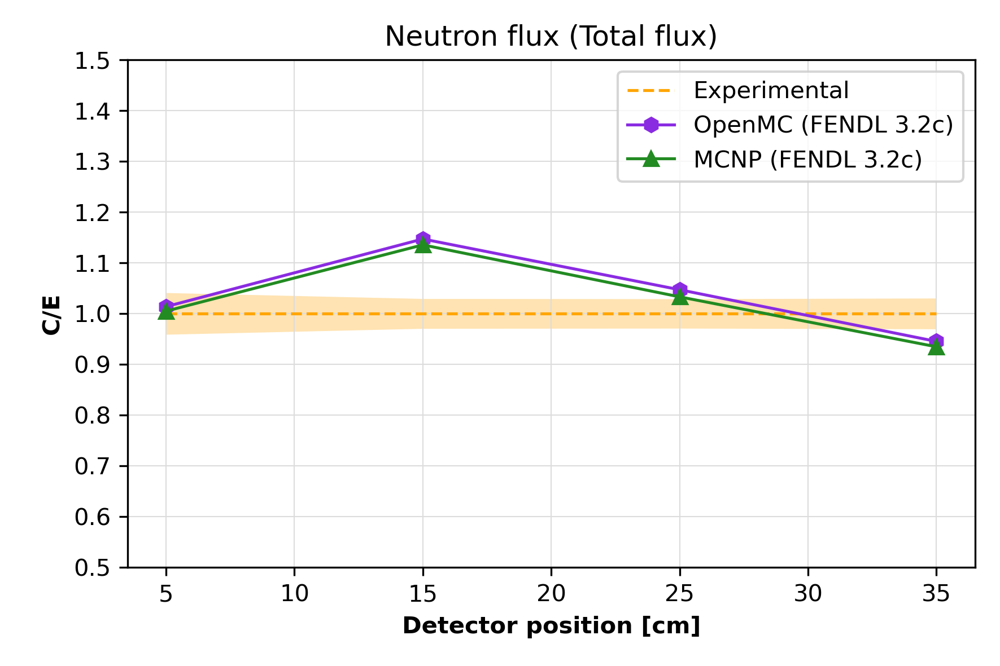 Neutron flux (Total flux)
1.5
1.4
1.3
1.2
1.1
1.0
0.9
0.8
0.7
0.6
0.5
C/E
Experimental
OpenMC (FENDL 3.2c)
MCNP (FENDL 3.2c)
5 10 15 20 25 30 35
Detector position [cm]